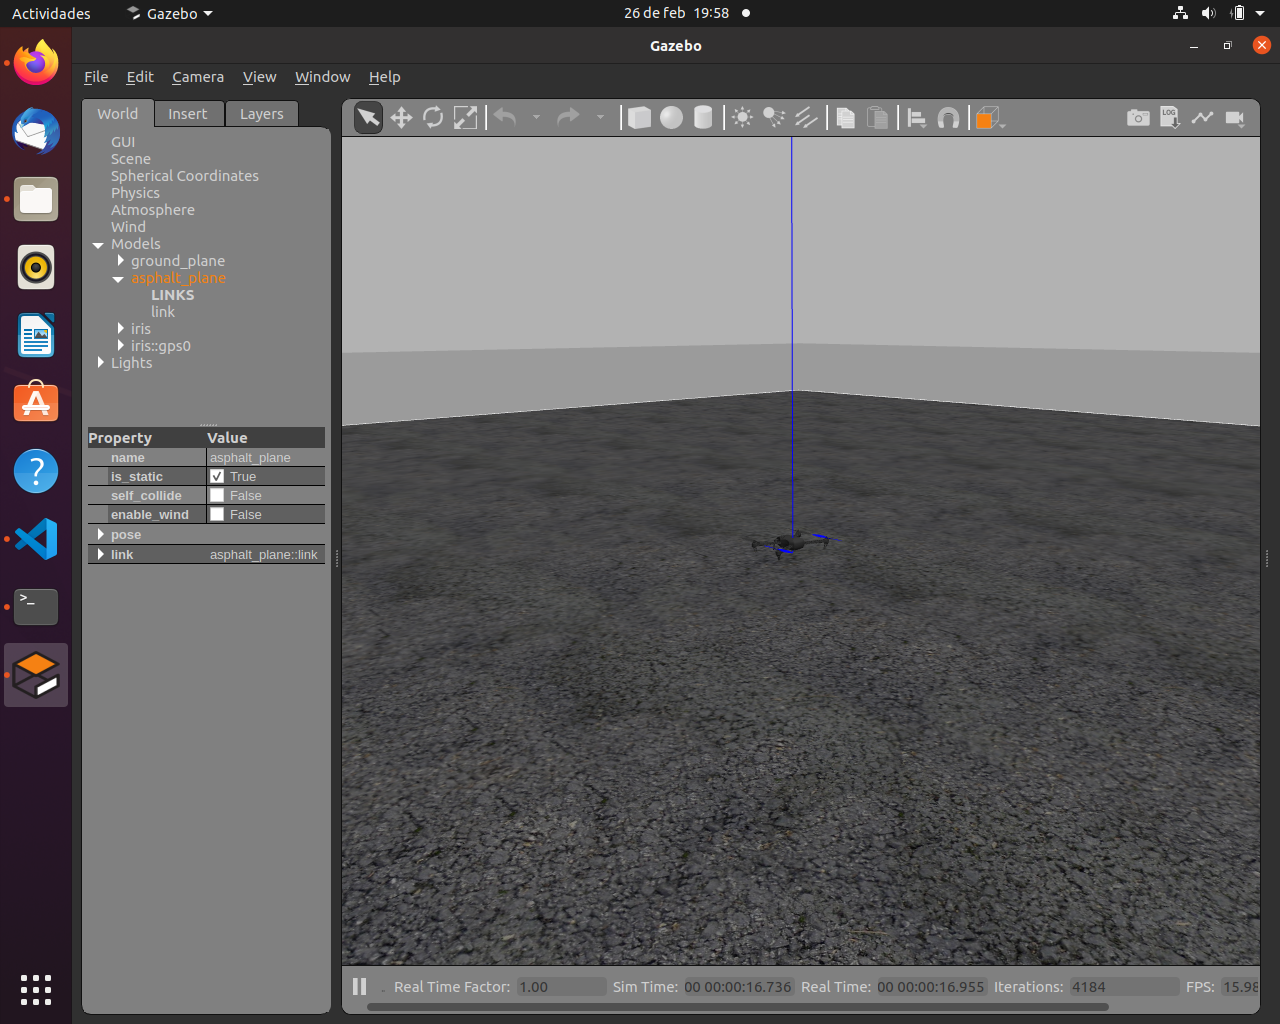 Actividades Gazebo 26 de feb 19:58
Gazebo
File Edit Camera View Window Help
World Insert Layers
GUI
Scene
Spherical Coordinates
Physics
Atmosphere
Wind
Models
ground_plane
asphalt_plane
LINKS
link
iris
iris::gps0
Lights
Property Value
name asphalt_plane
is_static True
self_collide False
enable_wind False
pose
link asphalt_plane::link
LOG
Real Time Factor: 1.00 Sim Time: 00 00:00:16.736 Real Time: 00 00:00:16.955 Iterations: 4184 FPS: 15.98